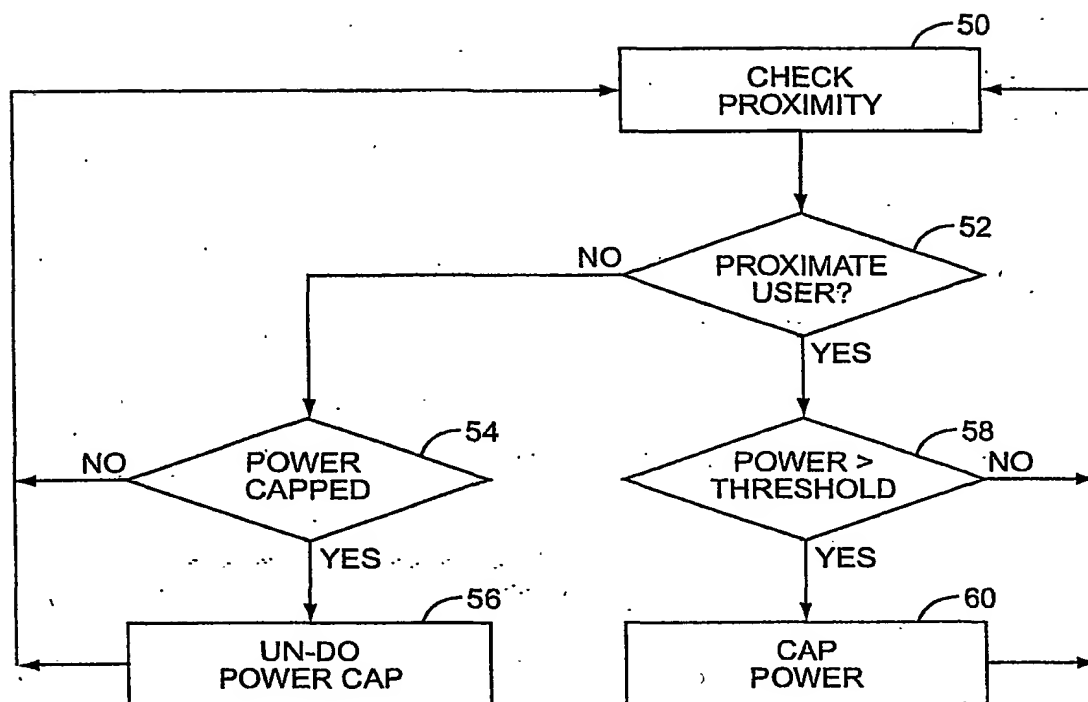 50
CHECK
PROXIMITY
52
NO
PROXIMATE
USER?
YES
54
NO
POWER
CAPPED
YES
58
POWER >
THRESHOLD
NO
YES
56
UN-DO
POWER CAP
60
CAP
POWER